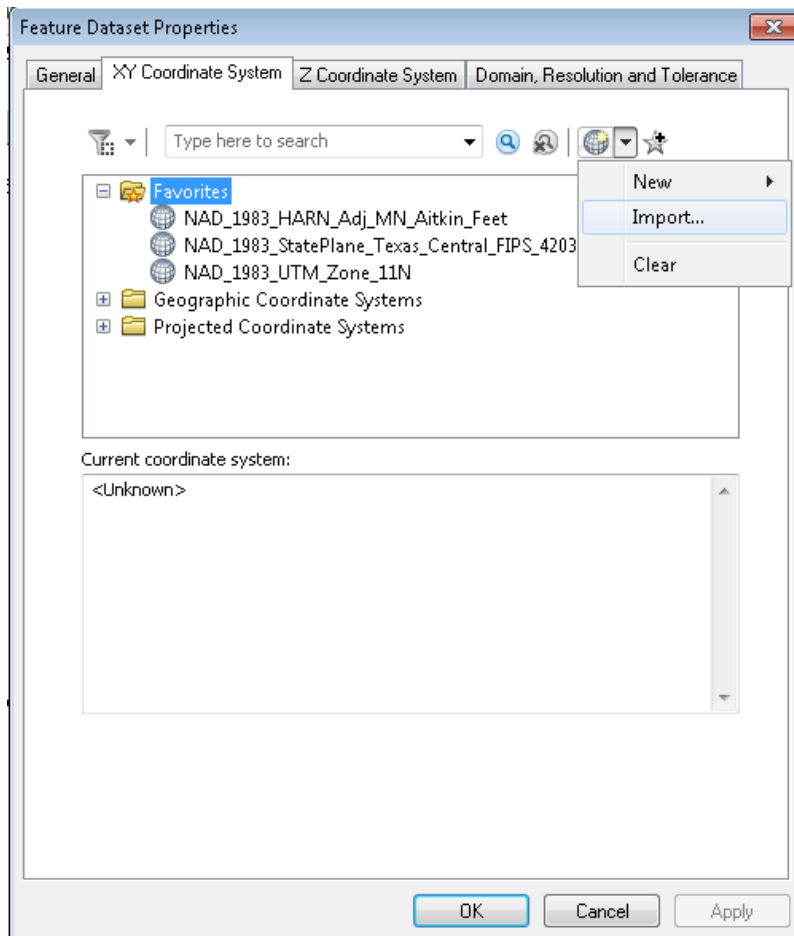 Feature Dataset Properties
General XY Coordinate System Z Coordinate System Domain, Resolution and Tolerance
Type here to search
New
Import...
Clear
Favorites
NAD_1983_HARN_Adj_MN_Aitkin_Feet
NAD_1983_StatePlane_Texas_Central_FIPS_4203
NAD_1983_UTM_Zone_11N
Geographic Coordinate Systems
Projected Coordinate Systems
Current coordinate system:
<Unknown>
OK Cancel Apply